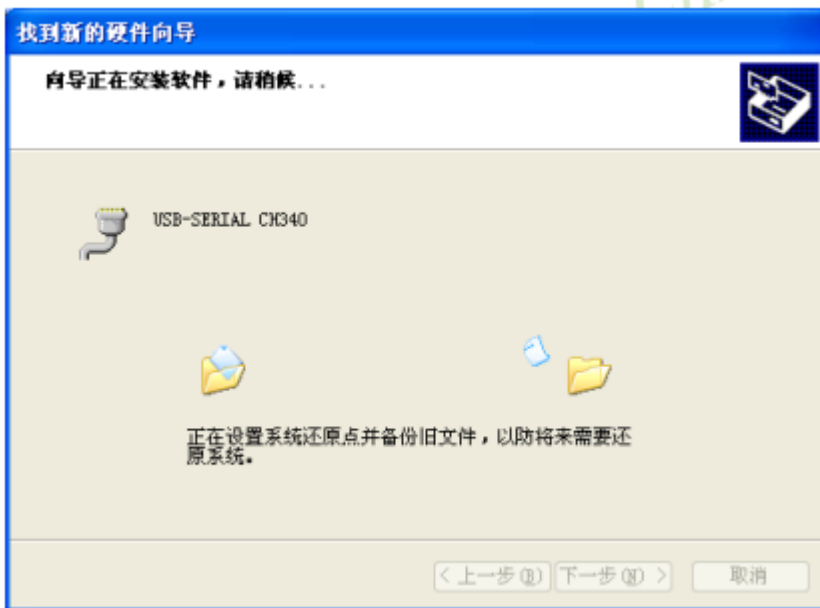 找到新的硬件向导
向导正在安装软件，请稍候...
USB-SERIAL CH340
正在设置系统还原点并备份旧文件，以防将来需要还
原系统。
< 上一步(B) 下一步(N) > 取消